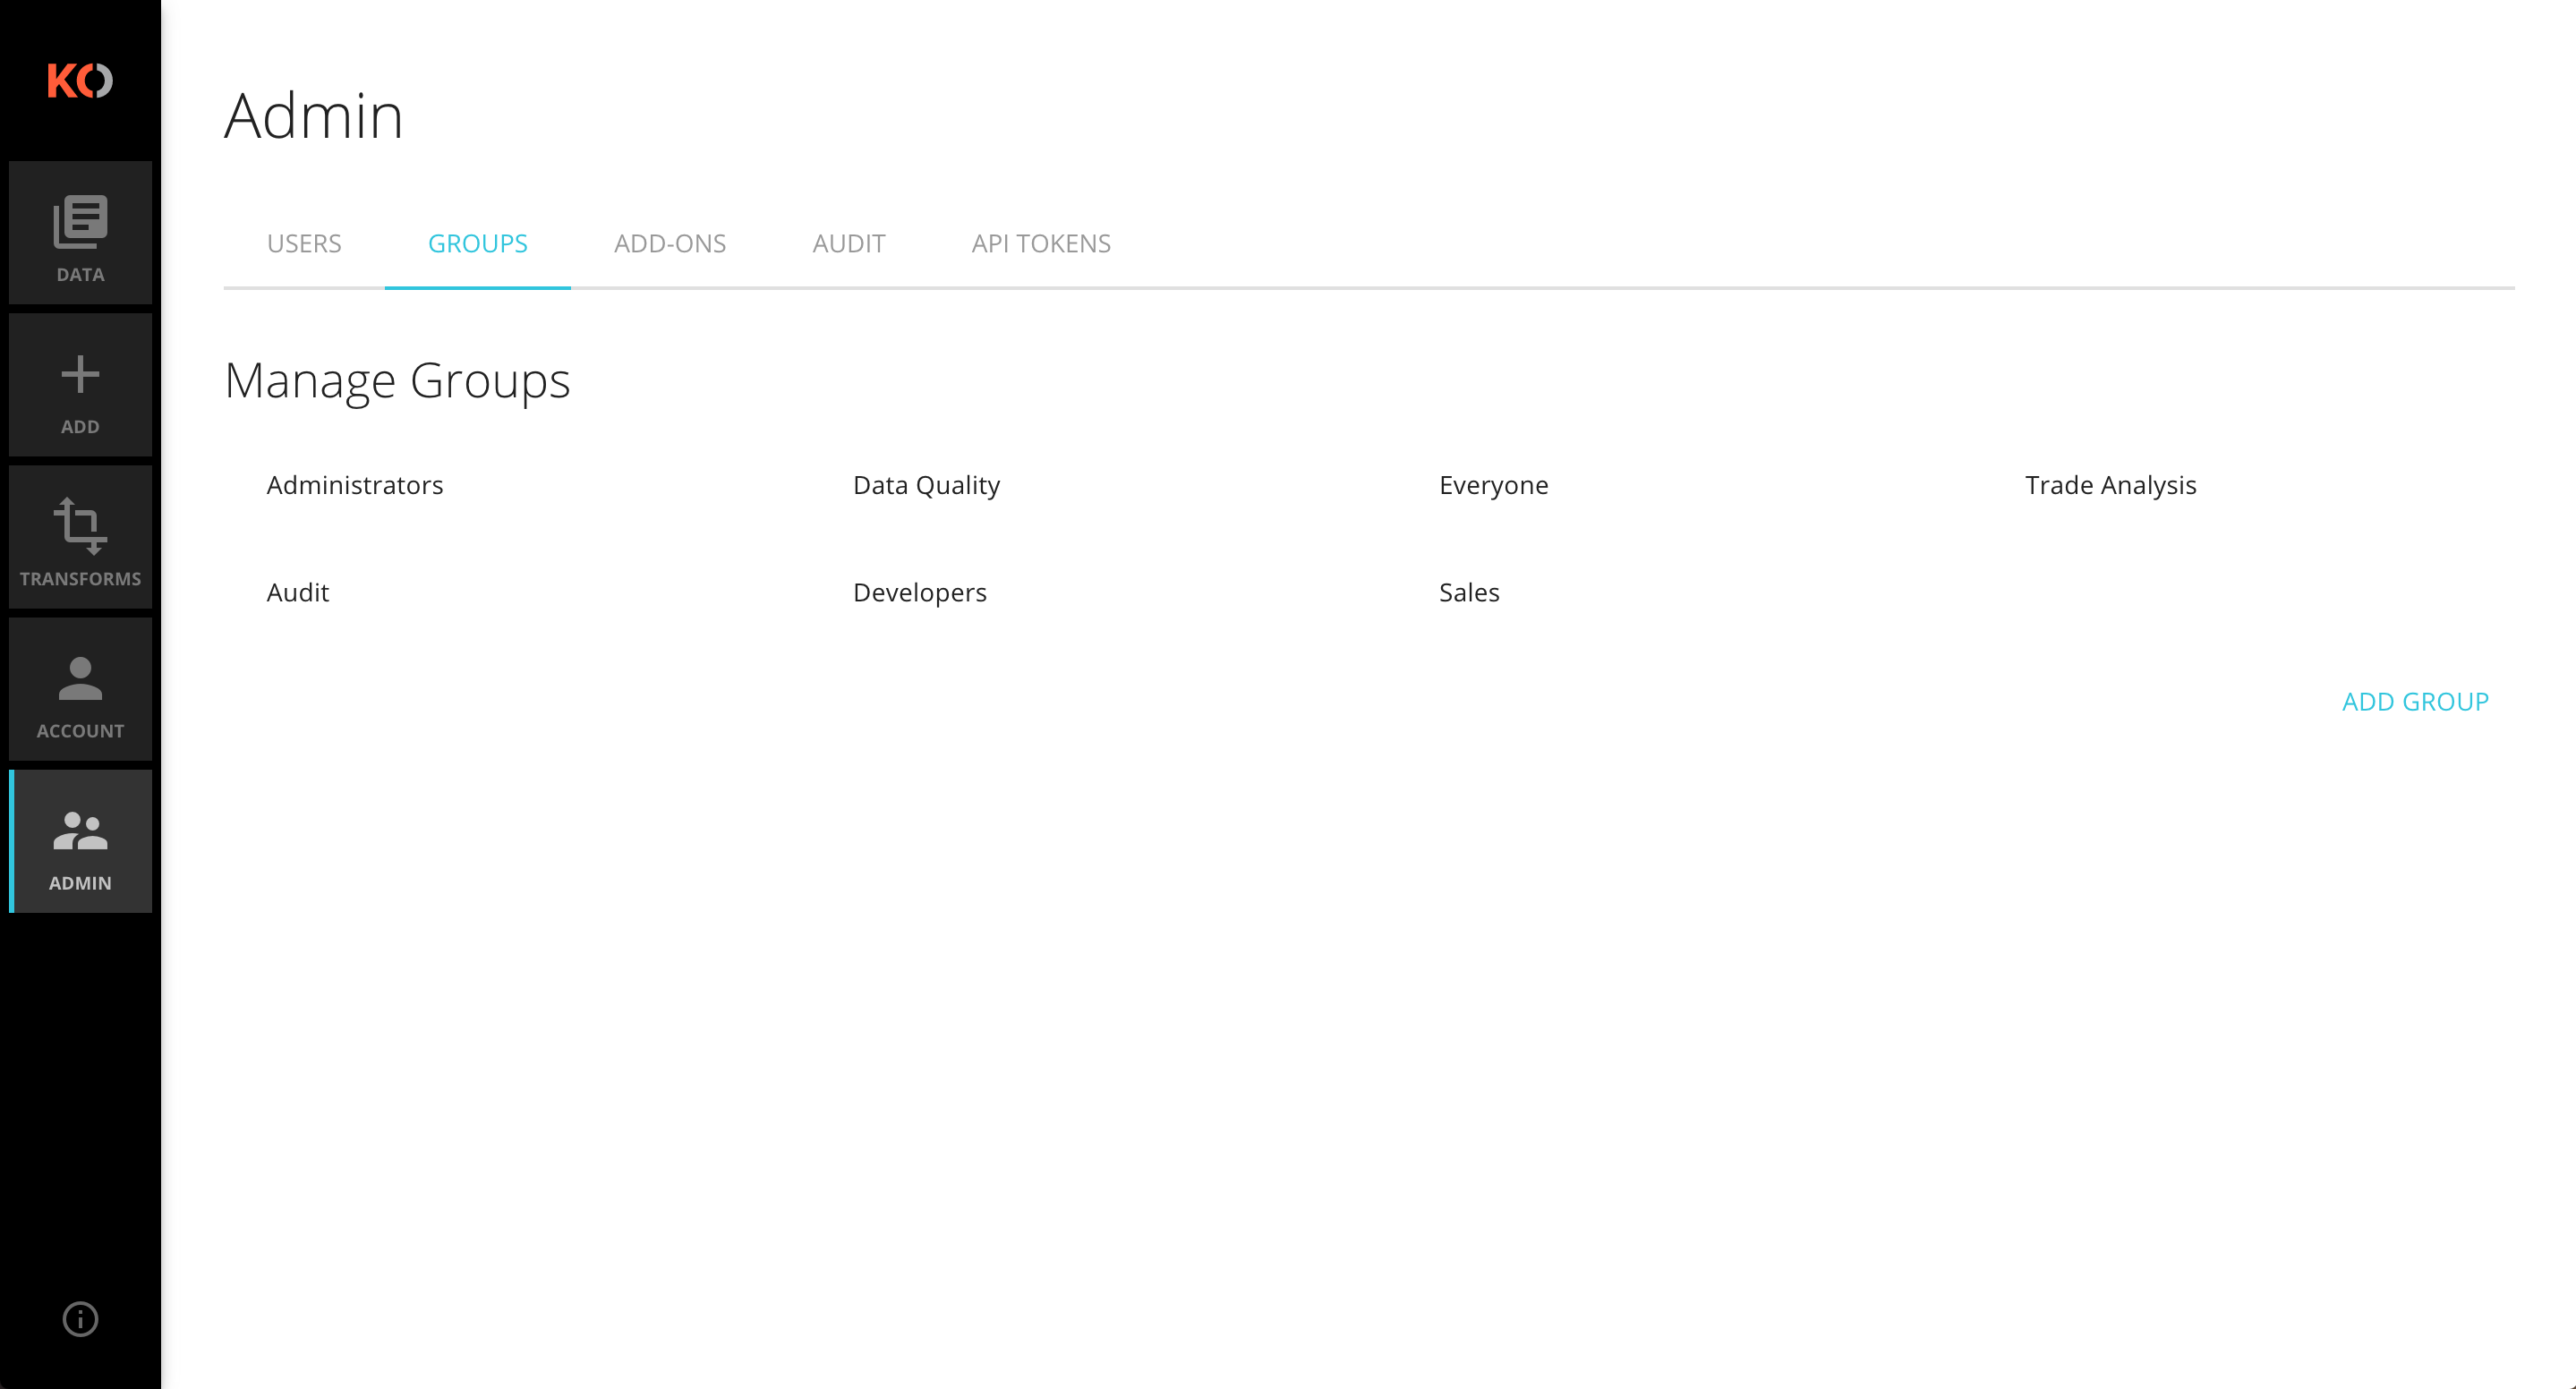 KO
DATA
ADD
TRANSFORMS
ACCOUNT
ADMIN
Admin
USERS GROUPS ADD-ONS AUDIT API TOKENS
Manage Groups
Administrators Data Quality Everyone Trade Analysis
Audit Developers Sales
ADD GROUP